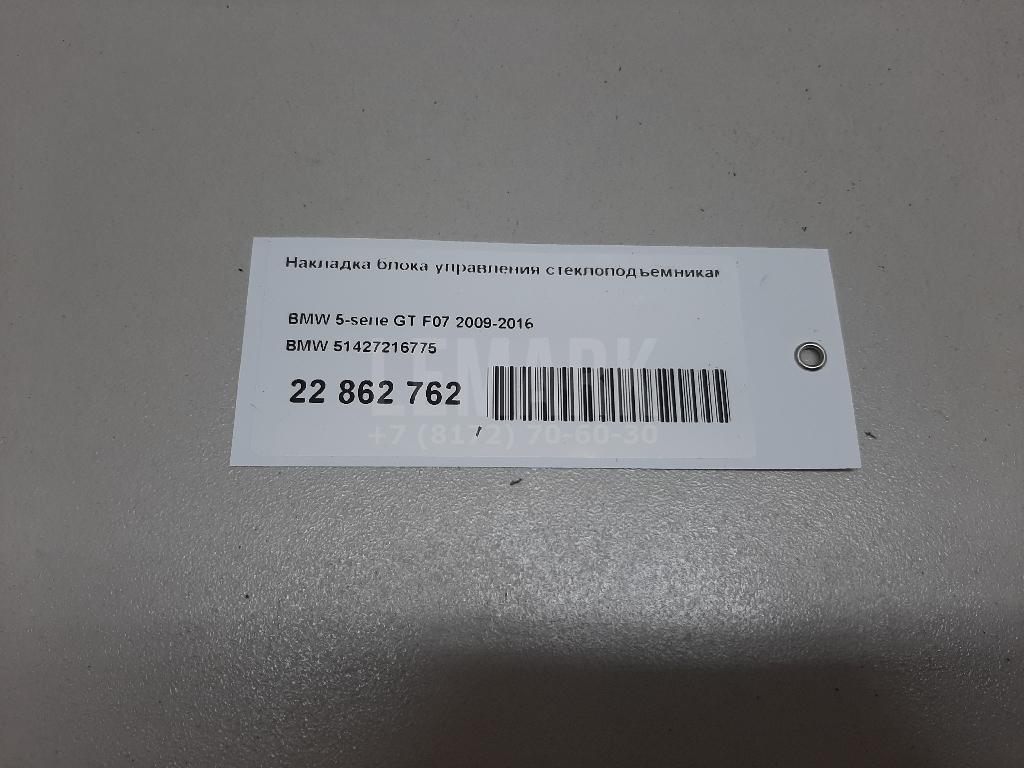 Накладка блока управления стеклоподъемникам
BMW 5-serie GT F07 2009-2016
BMW 51427216775
LEMARK
22 862 762
+7 (8172) 70-60-30